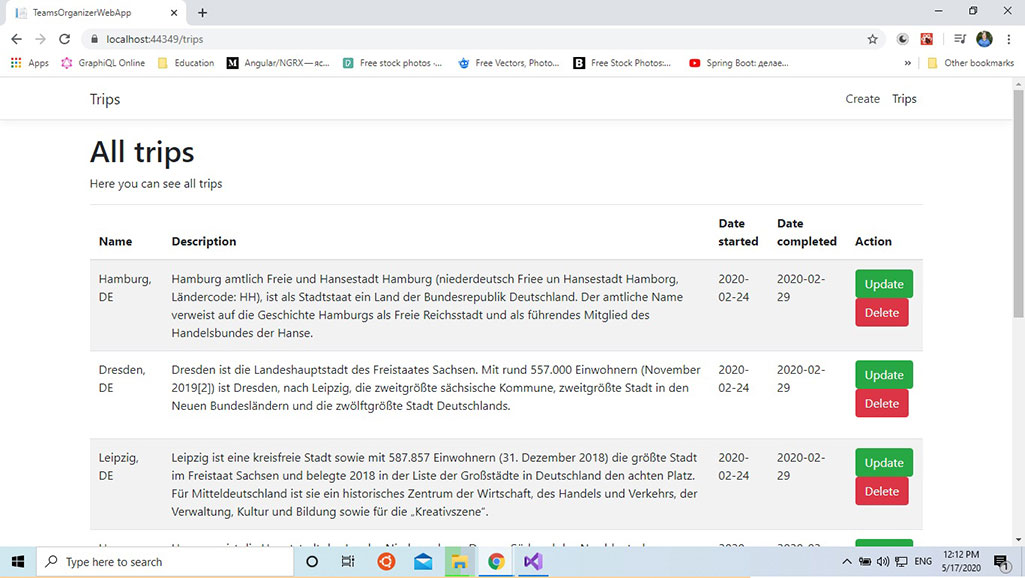 TeamsOrganizerWebApp
localhost:44349/trips
Apps GraphiQL Online Education Angular/NGRX — яс... Free stock photos -... Free Vectors, Photo... Free Stock Photos:... Spring Boot: делае... » Other bookmarks
Trips Create Trips
All trips
Here you can see all trips
Name Description Date started Date completed Action
Hamburg, DE
Hamburg amtlich Freie und Hansestadt Hamburg (niederdeutsch Friee un Hansestadt Hamborg,
Ländercode: HH), ist als Stadtstaat ein Land der Bundesrepublik Deutschland. Der amtliche Name
verweist auf die Geschichte Hamburgs als Freie Reichsstadt und als führendes Mitglied des
Handelsbundes der Hanse.
2020-02-24
2020-02-29
Update
Delete
Dresden, DE
Dresden ist die Landeshauptstadt des Freistaates Sachsen. Mit rund 557.000 Einwohnern (November
2019[2]) ist Dresden, nach Leipzig, die zweitgrößte sächsische Kommune, zweitgrößte Stadt in den
Neuen Bundesländern und die zwölftgrößte Stadt Deutschlands.
2020-02-24
2020-02-29
Update
Delete
Leipzig, DE
Leipzig ist eine kreisfreie Stadt sowie mit 587.857 Einwohnern (31. Dezember 2018) die größte Stadt
im Freistaat Sachsen und belegte 2018 in der Liste der Großstädte in Deutschland den achten Platz.
Für Mitteldeutschland ist sie ein historisches Zentrum der Wirtschaft, des Handels und Verkehrs, der
Verwaltung, Kultur und Bildung sowie für die „Kreativszene“.
2020-02-24
2020-02-29
Update
Delete
Type here to search
ENG
12:12 PM
5/17/2020
1